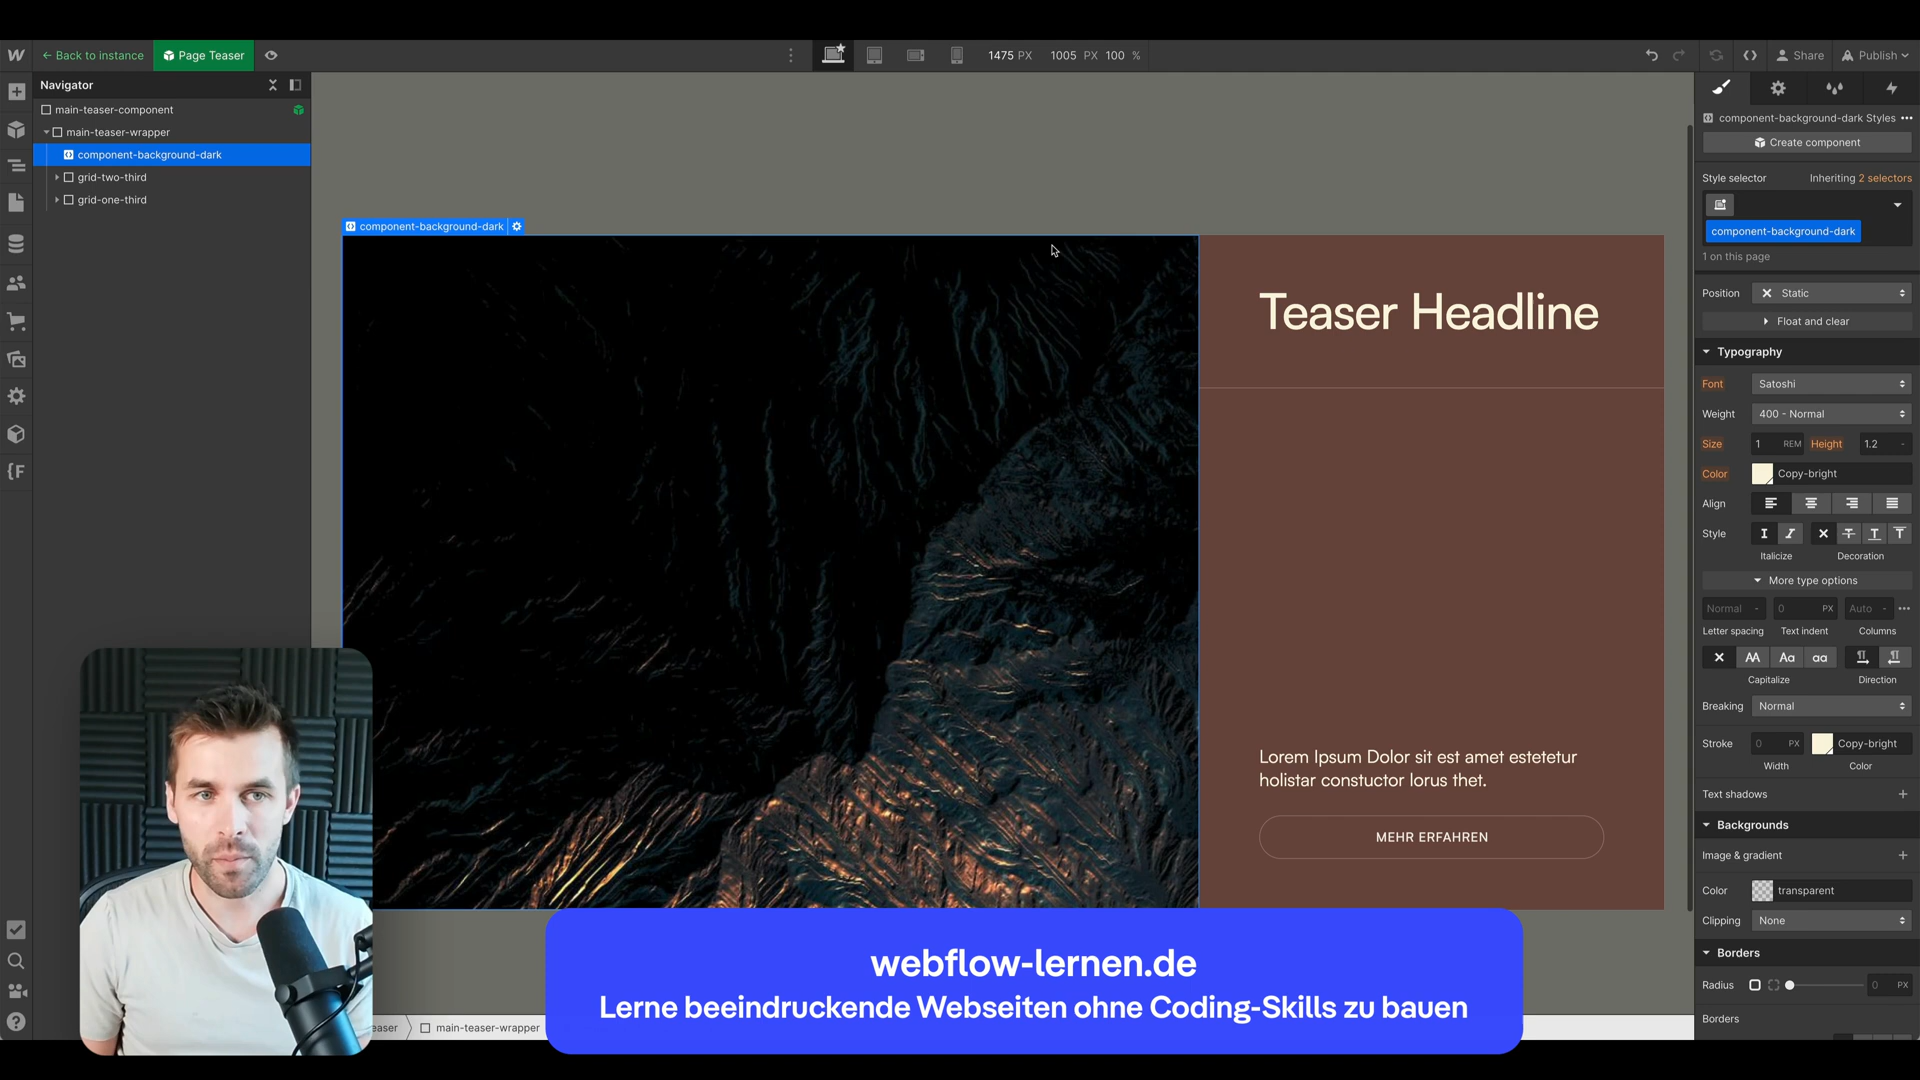 Back to instance
Page Teaser
1475 PX 1005 PX 100 %
Share
Publish
Navigator
main-teaser-component
main-teaser-wrapper
component-background-dark
grid-two-third
grid-one-third
component-background-dark
Teaser Headline
Lorem Ipsum Dolor sit est amet estetetur
holistar constuctor lorus thet.
MEHR ERFAHREN
component-background-dark Styles
Create component
Style selector Inheriting 2 selectors
component-background-dark
1 on this page
Position Static
Float and clear
Typography
Font Satoshi
Weight 400 - Normal
Size 1 REM Height 1.2 -
Color Copy-bright
Align
Style
Italicize Decoration
More type options
Normal - 0 PX Auto -
Letter spacing Text indent Columns
AA Aa aa
Capitalize Direction
Breaking Normal
Stroke 0 PX Copy-bright
Width Color
Text shadows
Backgrounds
Image & gradient
Color transparent
Clipping None
Borders
Radius 0 PX
Borders
easer main-teaser-wrapper
webflow-lernen.de
Lerne beeindruckende Webseiten ohne Coding-Skills zu bauen